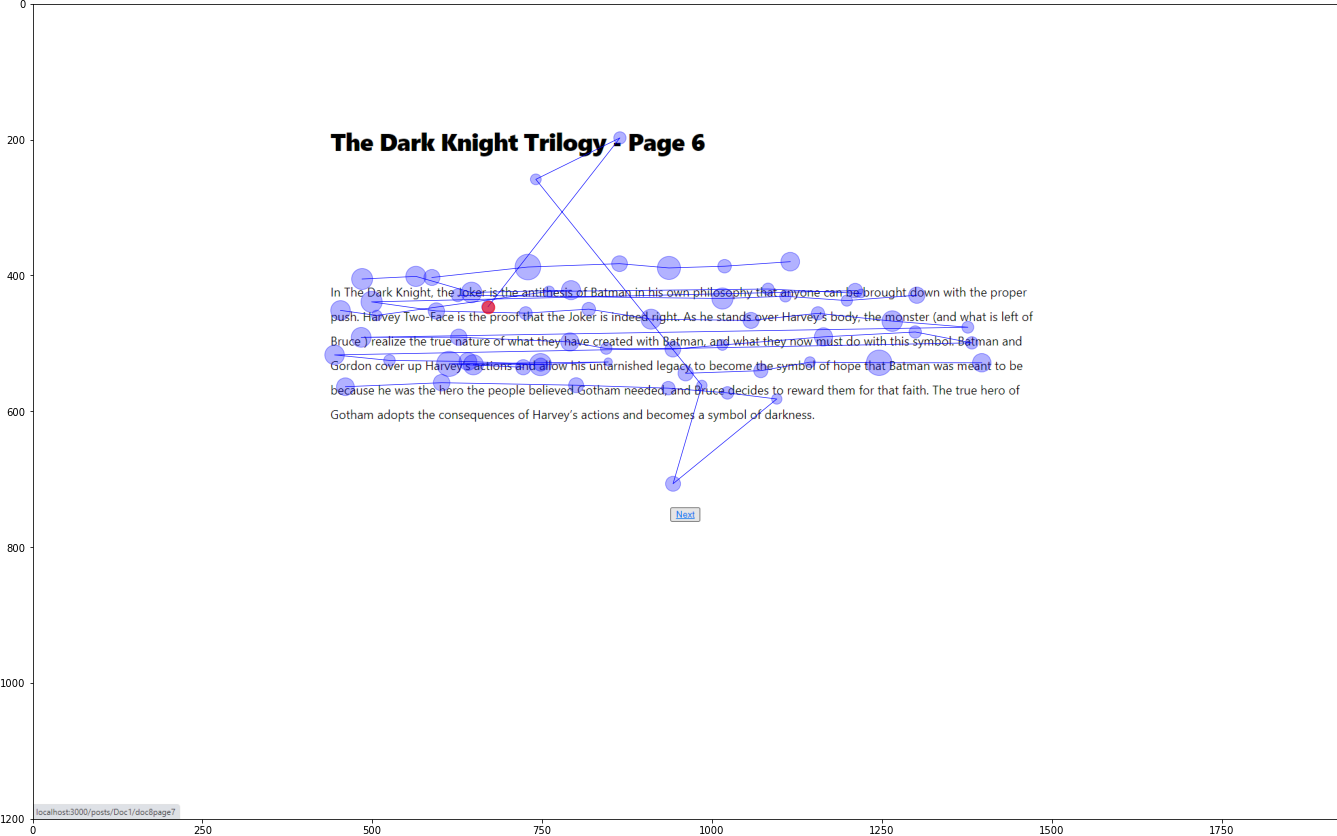 The Dark Knight Trilogy - Page 6
In The Dark Knight, the Joker is the antithesis of Batman in his own philosophy that anyone can be brought down with the proper
push. Harvey Two-Face is the proof that the Joker is indeed right. As he stands over Harvey's body, the monster (and what is left of
Bruce ) realize the true nature of what they have created with Batman, and what they now must do with this symbol. Batman and
Gordon cover up Harvey's actions and allow his untarnished legacy to become the symbol of hope that Batman was meant to be
because he was the hero the people believed Gotham needed, and Bruce decides to reward them for that faith. The true hero of
Gotham adopts the consequences of Harvey's actions and becomes a symbol of darkness.
Next
localhost:3000/posts/Doc1/doc8page7
0
200
400
600
800
1000
1200
0 250 500 750 1000 1250 1500 1750